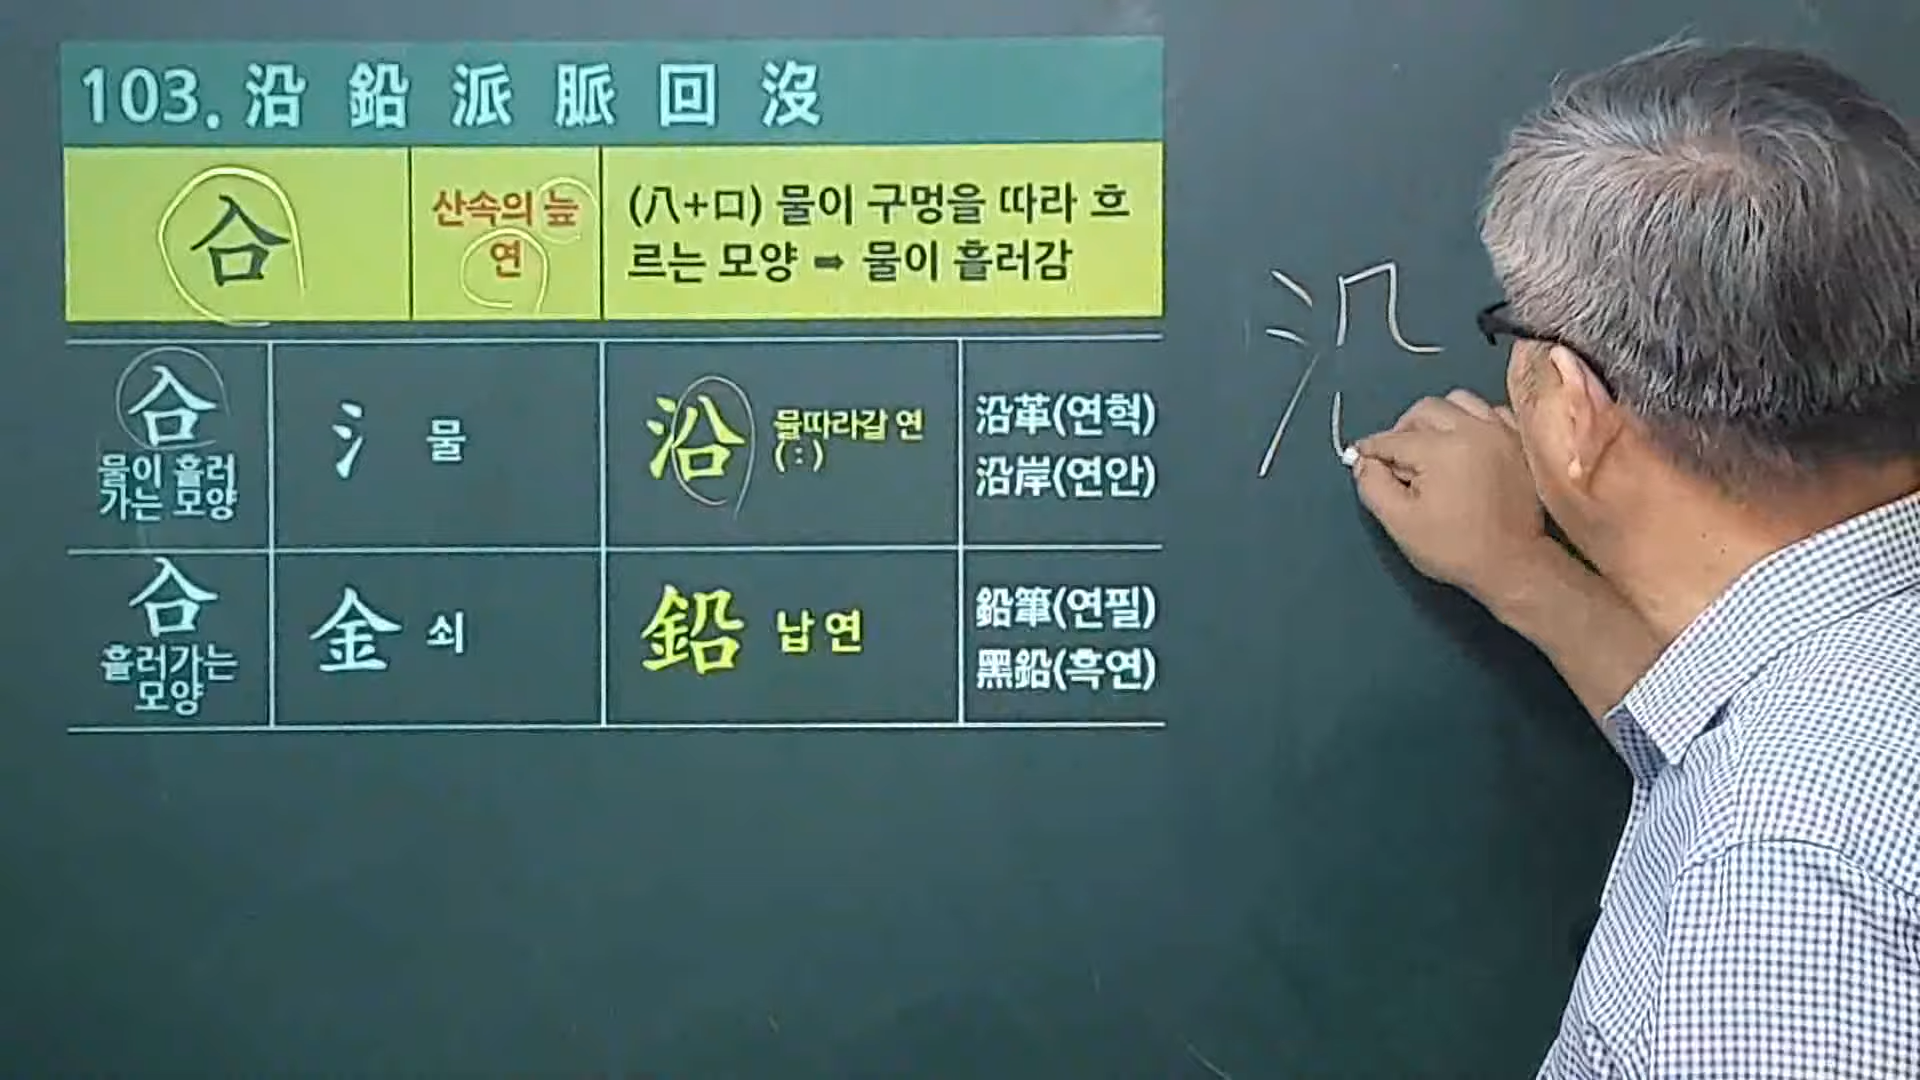 103. 沿 鉛 派 脈 回 沒
㕣
산속의 늪
연
(八+口) 물이 구멍을 따라 흐
르는 모양 ➡ 물이 흘러감
㕣
물이 흘러
가는 모양
氵 물
沿 물따라갈 연
(:)
沿革(연혁)
沿岸(연안)
㕣
흘러가는
모양
金 쇠
鉛 납 연
鉛筆(연필)
黑鉛(흑연)